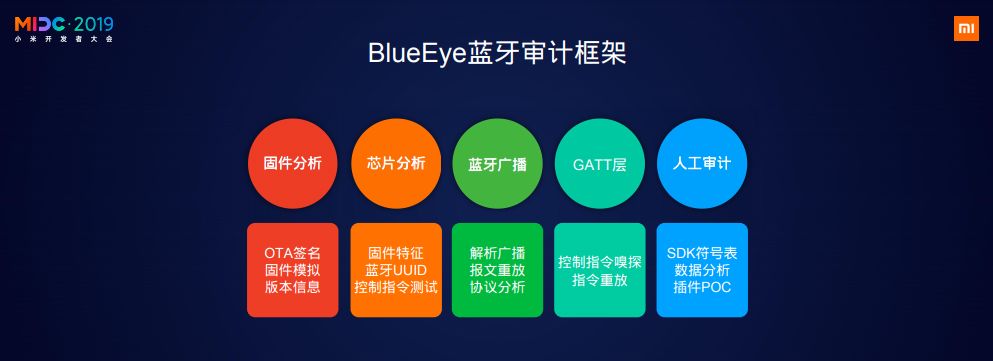 MIDC·2019
小米开发者大会
mi
BlueEye蓝牙审计框架
固件分析
芯片分析
蓝牙广播
GATT层
人工审计
OTA签名
固件模拟
版本信息
固件特征
蓝牙UUID
控制指令测试
解析广播
报文重放
协议分析
控制指令嗅探
指令重放
SDK符号表
数据分析
插件POC